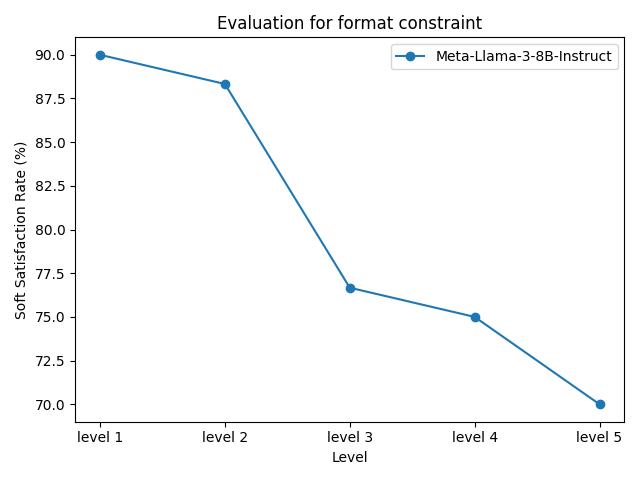 Evaluation for format constraint
Meta-Llama-3-8B-Instruct
Soft Satisfaction Rate (%)
90.0
87.5
85.0
82.5
80.0
77.5
75.0
72.5
70.0
level 1 level 2 level 3 level 4 level 5
Level